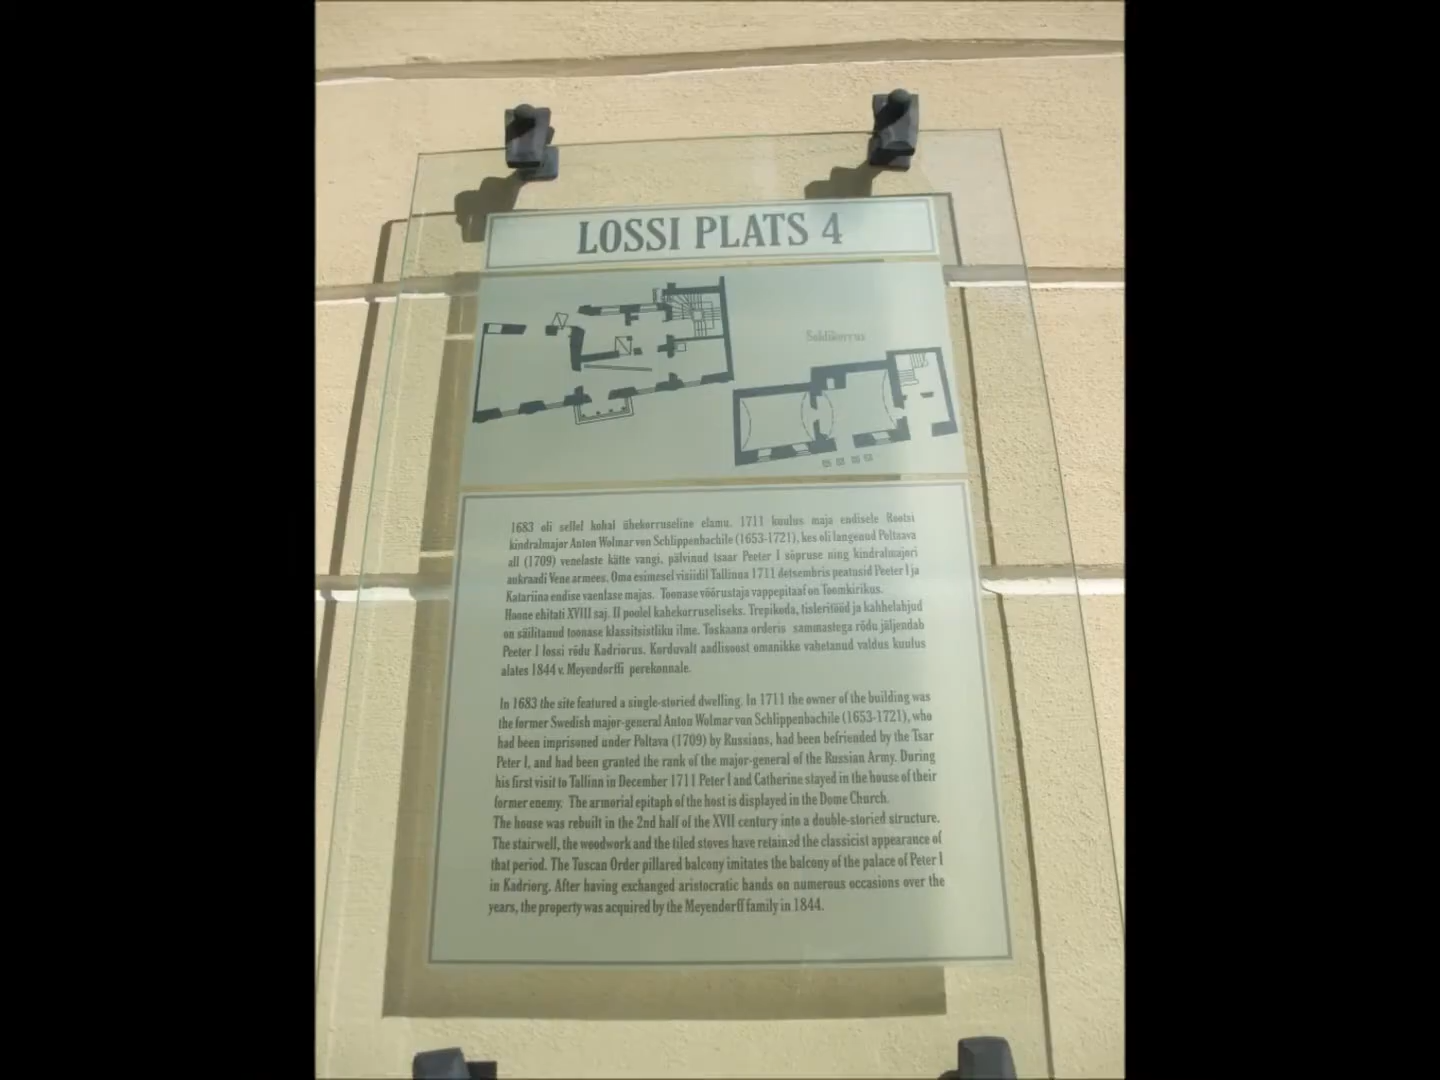 LOSSI PLATS 4
Soklikorrus
1683 oli sellel kohal ühekorruseline elamu. 1711 kuulus maja endisele Rootsi
kindralmajor Anton Wolmar von Schlippenbachile (1653-1721), kes oli langenud Poltaava
all (1709) venelaste kätte vangi, pälvinud tsaar Peeter I sõpruse ning kindralmajori
aukraadi Vene armees. Oma esimesel visiidil Tallinna 1711 detsembris peatusid Peeter I ja
Katariina endise vaenlase majas. Toonase võõrustaja vappepitaaf on Toomkirikus.
Hoone ehitati XVIII saj. II poolel kahekorruseliseks. Trepikoda, tisleritööd ja kahhelahjud
on säilitanud toonase klassitsistliku ilme. Toskaana orderis sammastega rõdu jäljendab
Peeter I lossi rõdu Kadriorus. Korduvalt aadlisoost omanikke vahetanud valdus kuulus
alates 1844 v. Meyendorffi perekonnale.
In 1683 the site featured a single-storied dwelling. In 1711 the owner of the building was
the former Swedish major-general Anton Wolmar von Schlippenbachile (1653-1721), who
had been imprisoned under Poltava (1709) by Russians, had been befriended by the Tsar
Peter I, and had been granted the rank of the major-general of the Russian Army. During
his first visit to Tallinn in December 1711 Peter I and Catherine stayed in the house of their
former enemy. The armorial epitaph of the host is displayed in the Dome Church.
The house was rebuilt in the 2nd half of the XVII century into a double-storied structure.
The stairwell, the woodwork and the tiled stoves have retained the classicist appearance of
that period. The Tuscan Order pillared balcony imitates the balcony of the palace of Peter I
in Kadriorg. After having exchanged aristocratic hands on numerous occasions over the
years, the property was acquired by the Meyendorff family in 1844.